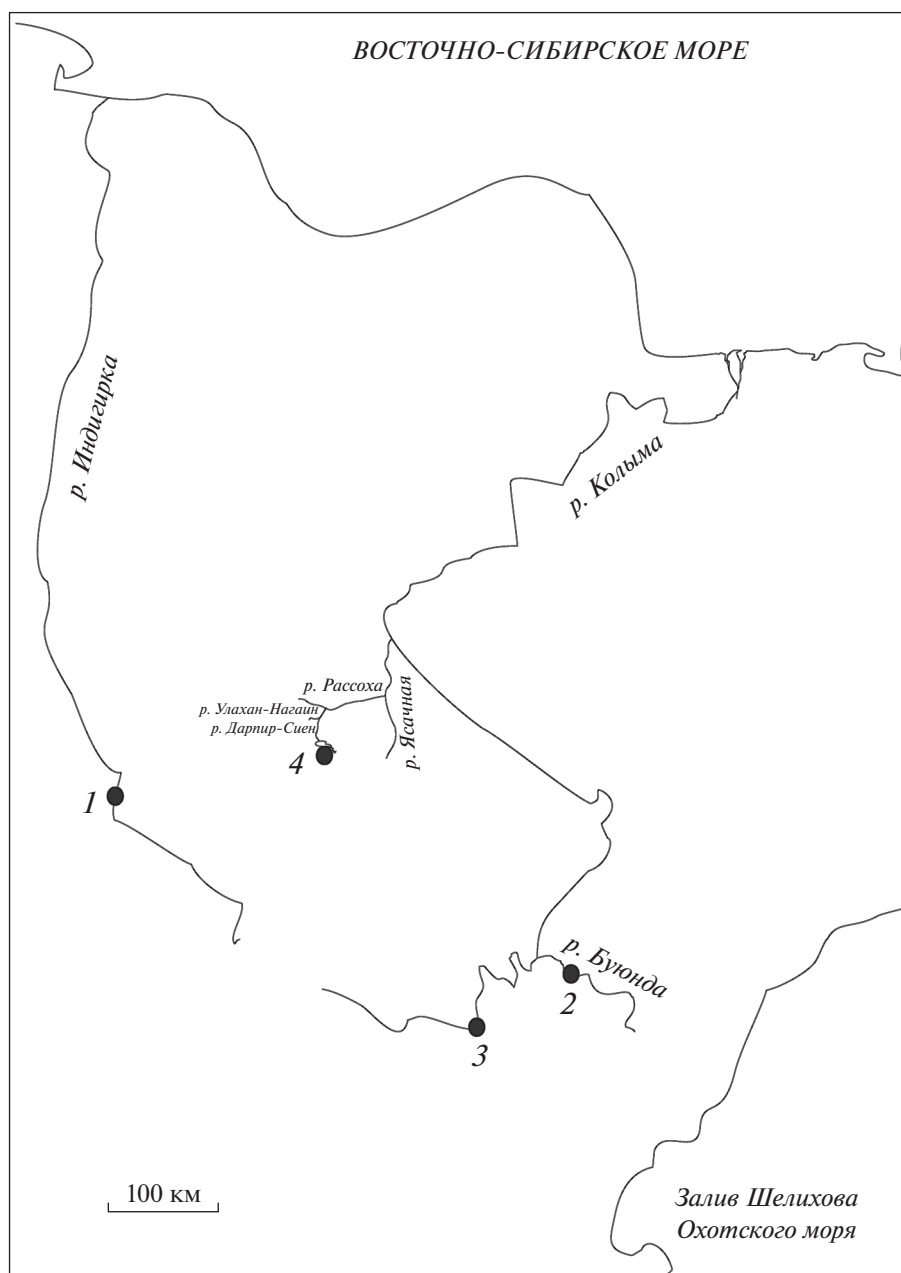 ВОСТОЧНО-СИБИРСКОЕ МОРЕ
р. Индигирка
р. Колыма
р. Рассоха
р. Улахан-Нагаин
р. Дарпир-Сиен
р. Ясачная
4
1
р. Буюнда
2
3
100 км
Залив Шелихова
Охотского моря